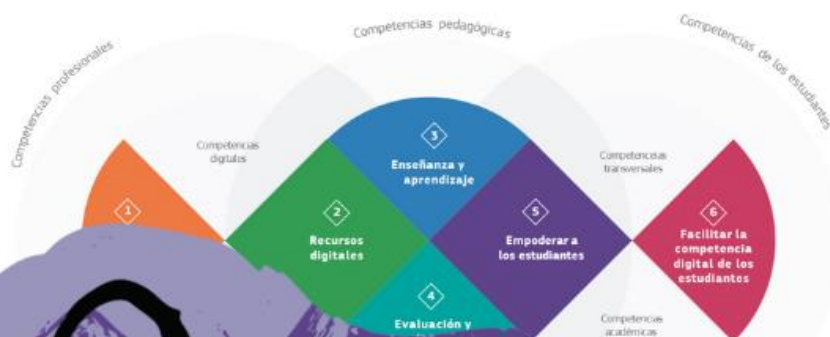 Competencias profesionales
Competencias pedagógicas
Competencias de los estudiantes
Competencias
digitales
Competenceias
transversales
1
2
Recursos
digitales
3
Enseñanza y
aprendizaje
4
Evaluación y
5
Empoderar a
los estudiantes
6
Facilitar la
competencia
digital de los
estudiantes
Competencias
académicas